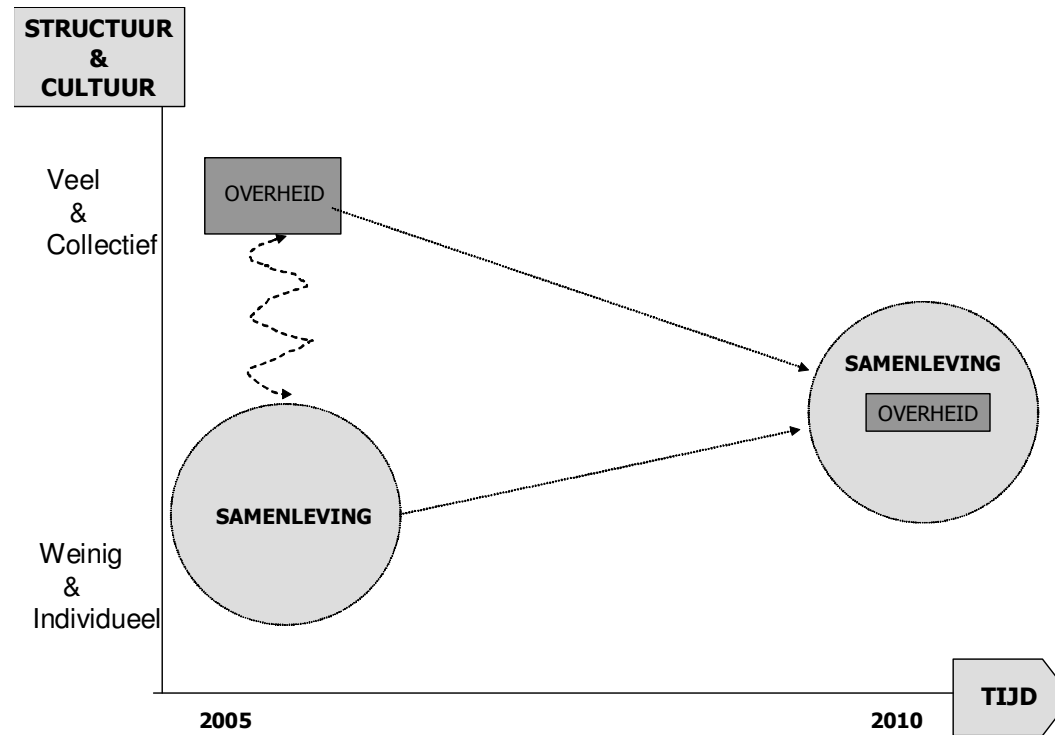 STRUCTUUR
&
CULTUUR
Veel
&
Collectief
OVERHEID
SAMENLEVING
OVERHEID
SAMENLEVING
Weinig
&
Individueel
TIJD
2005
2010